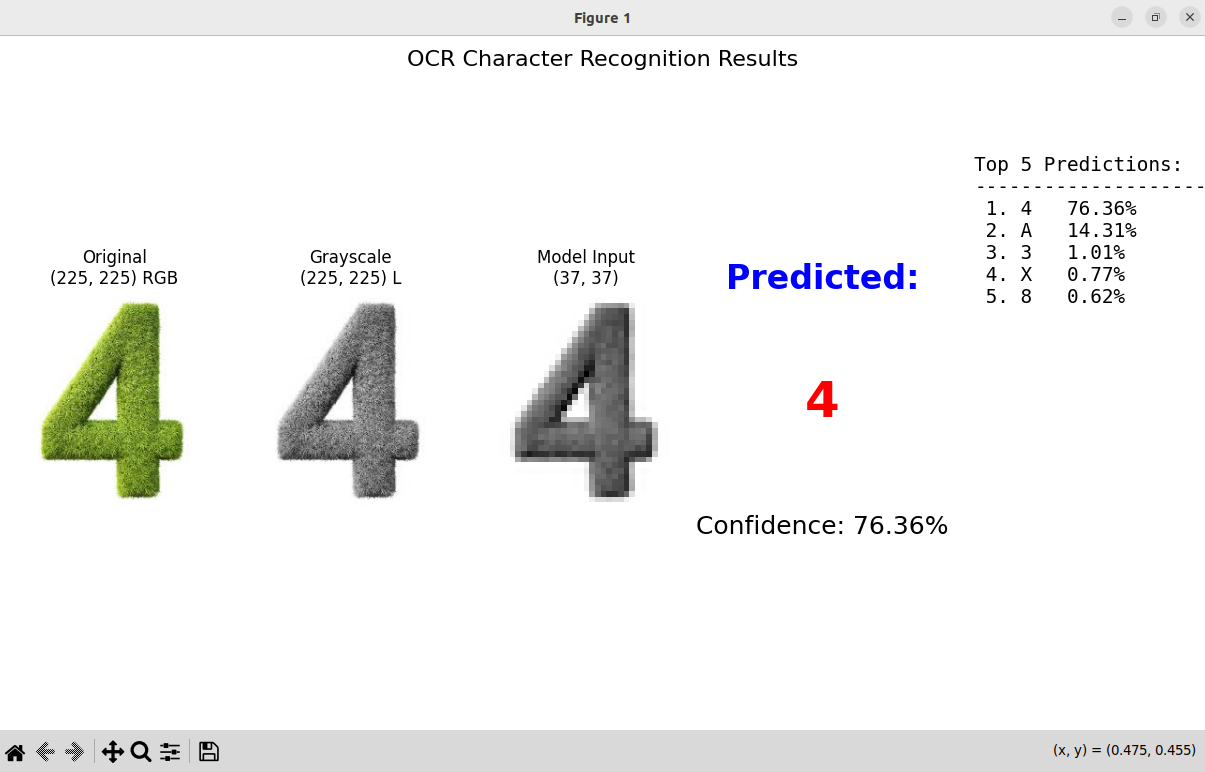 Figure 1
OCR Character Recognition Results
Original
(225, 225) RGB
4
Grayscale
(225, 225) L
4
Model Input
(37, 37)
4
Predicted:
4
Confidence: 76.36%
Top 5 Predictions:
--------------------
1. 4   76.36%
2. A   14.31%
3. 3   1.01%
4. X   0.77%
5. 8   0.62%
(x, y) = (0.475, 0.455)